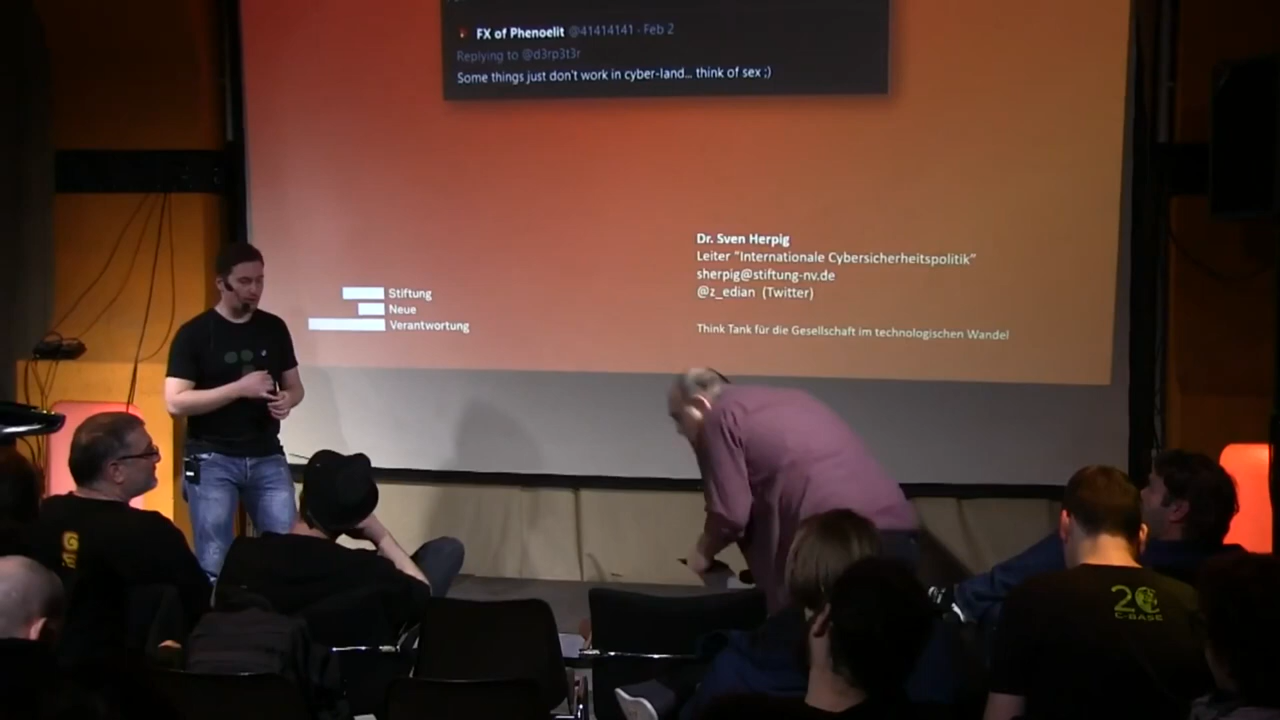 FX of Phenoelit @41414141 · Feb 2
Replying to @d3rp3t3r
Some things just don't work in cyber-land... think of sex ;)
Dr. Sven Herpig
Leiter "Internationale Cybersicherheitspolitik"
sherpig@stiftung-nv.de
@z_edian (Twitter)
Stiftung
Neue
Verantwortung
Think Tank für die Gesellschaft im technologischen Wandel
20
C-BASE